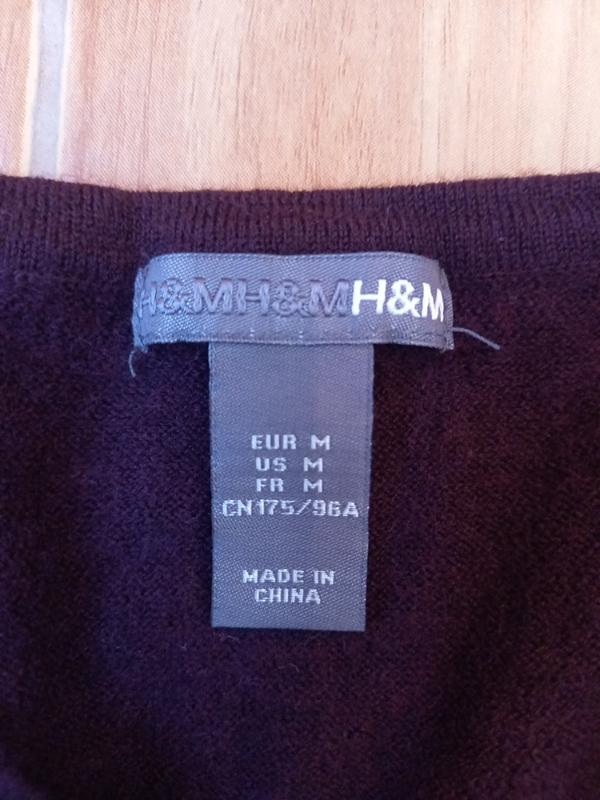 H&MH&MH&M
EUR M
US M
FR M
CN175/96A
MADE IN
CHINA